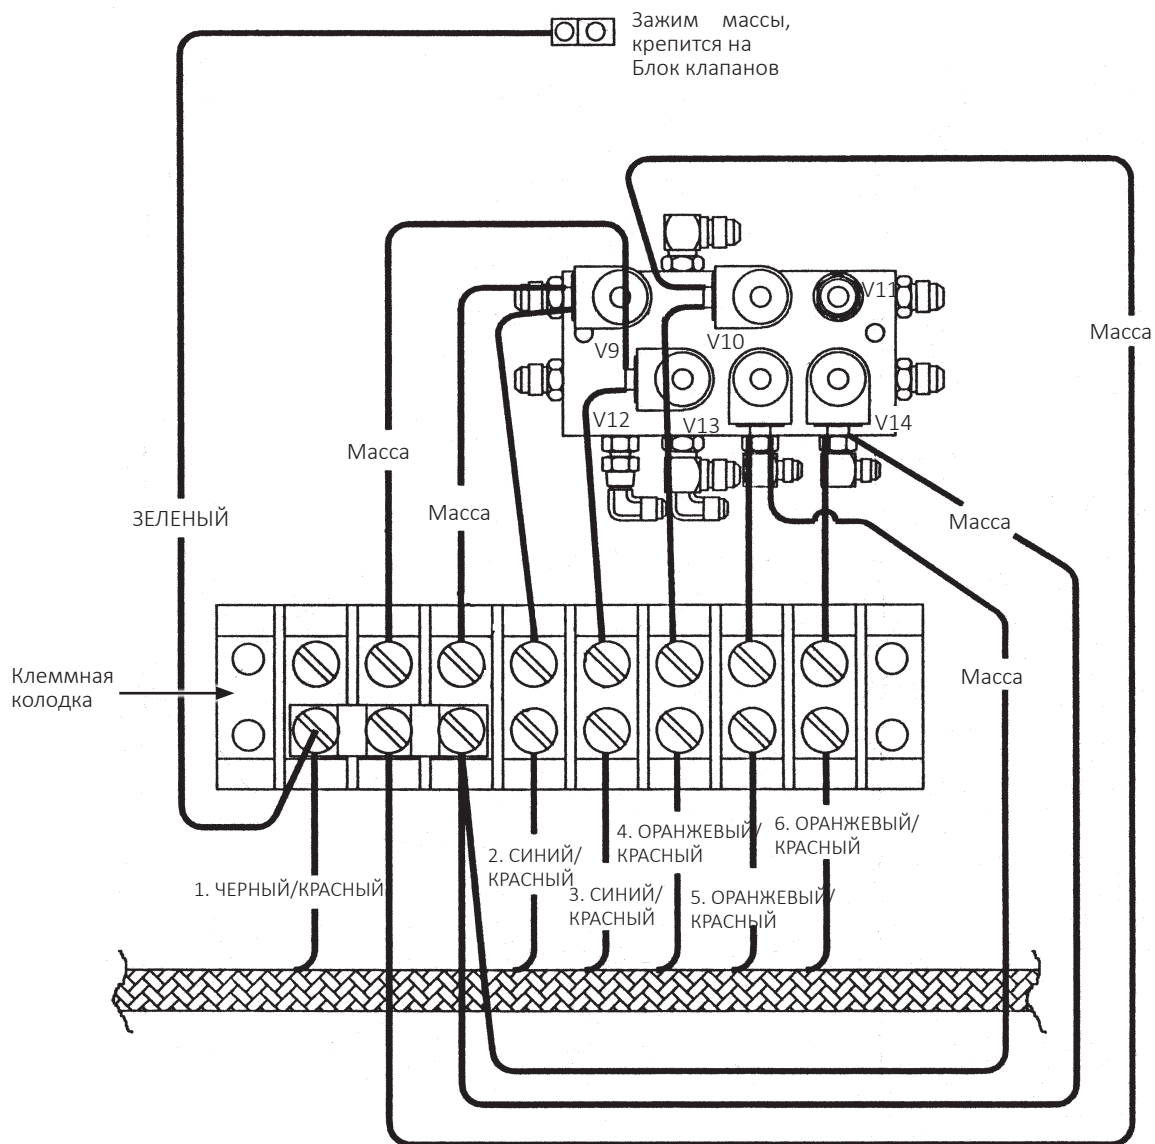 Зажим массы,
крепится на
Блок клапанов
V11
Масса
V9
V10
V12
V13
V14
Масса
Масса
ЗЕЛЕНЫЙ
Масса
Клеммная
колодка
Масса
4. ОРАНЖЕВЫЙ/
КРАСНЫЙ
6. ОРАНЖЕВЫЙ/
КРАСНЫЙ
2. СИНИЙ/
КРАСНЫЙ
1. ЧЕРНЫЙ/КРАСНЫЙ
3. СИНИЙ/
КРАСНЫЙ
5. ОРАНЖЕВЫЙ/
КРАСНЫЙ